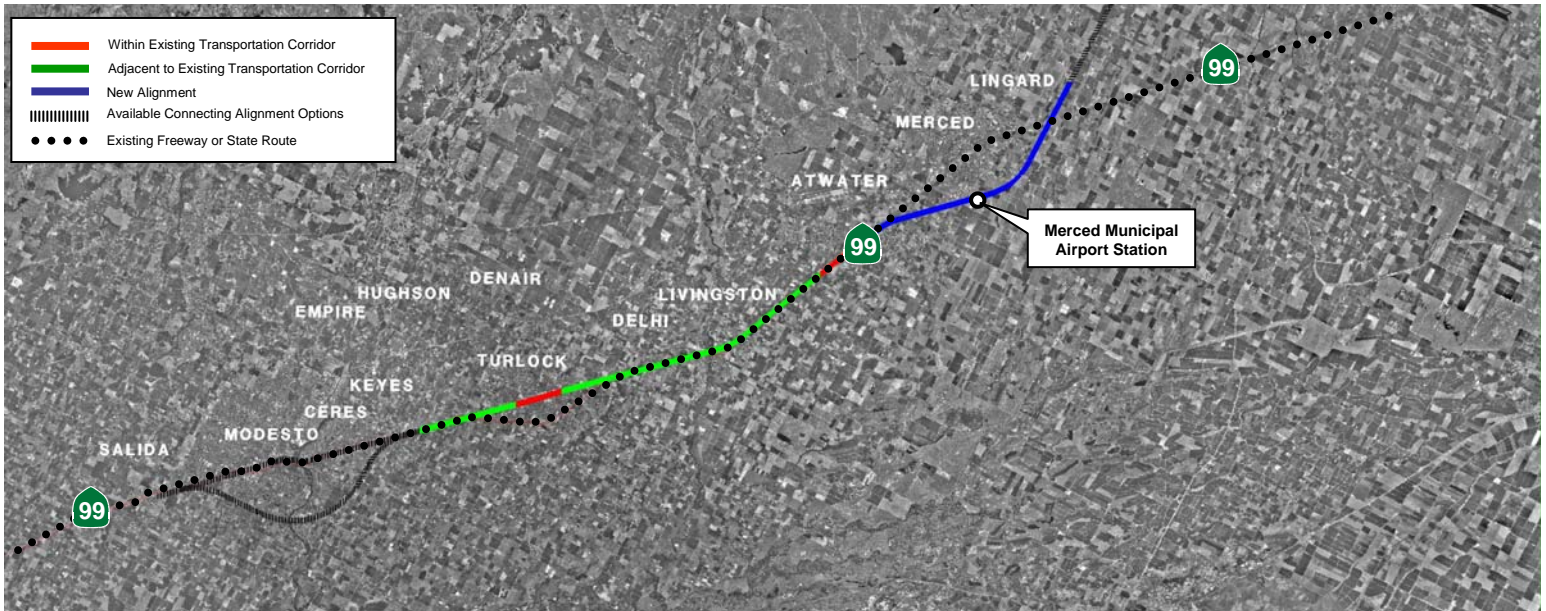 Within Existing Transportation Corridor
Adjacent to Existing Transportation Corridor
New Alignment
Available Connecting Alignment Options
Existing Freeway or State Route
99
LINGARD
MERCED
ATWATER
Merced Municipal
Airport Station
99
DENAIR
HUGHSON
LIVINGSTON
EMPIRE
DELHI
TURLOCK
KEYES
CERES
MODESTO
SALIDA
99